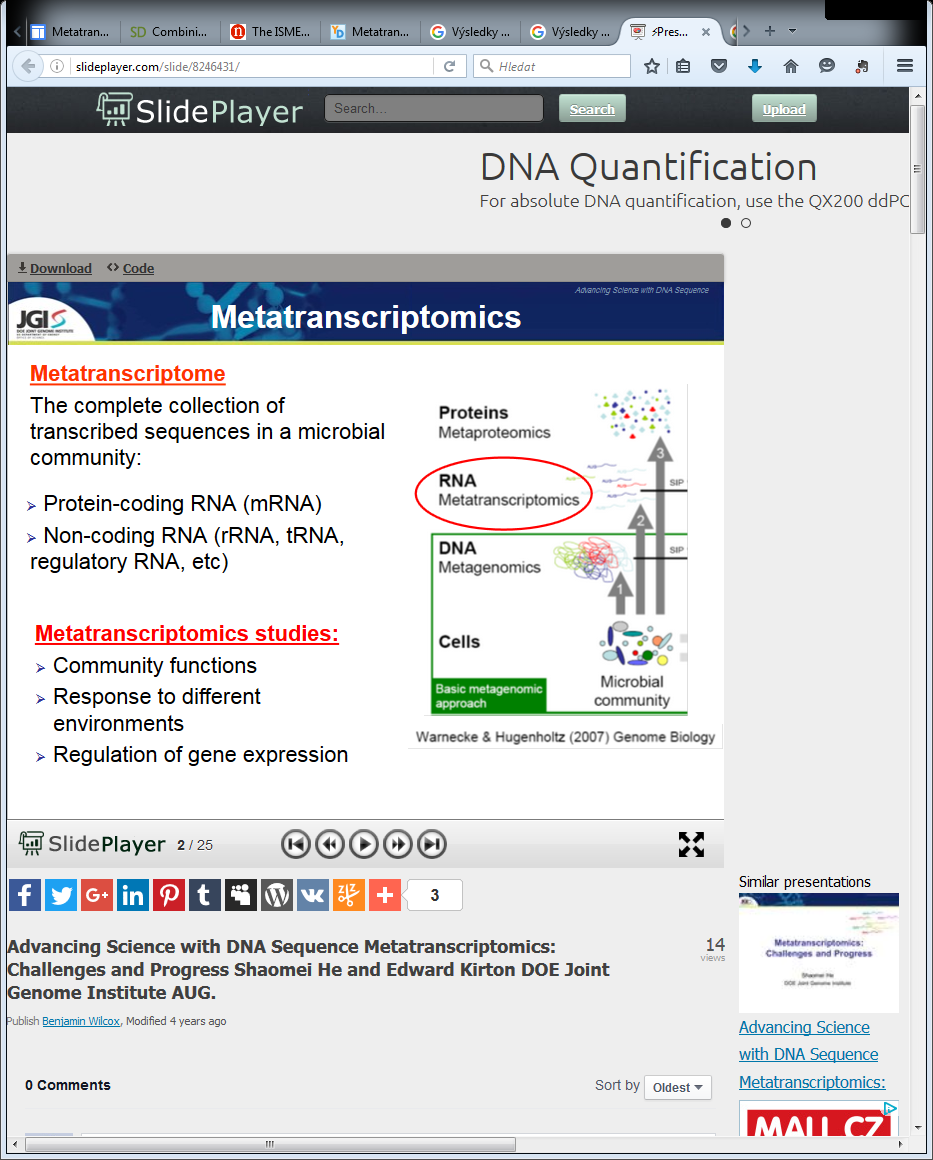 Metatran...
SD Combini...
The ISME...
YD Metatran...
Výsledky ...
Výsledky ...
⚡Pres...
slideplayer.com/slide/8246431/
Hledat
SlidePlayer
Search...
Search
Upload
DNA Quantification
For absolute DNA quantification, use the QX200 ddPC
Download
Code
Advancing Science with DNA Sequence
JGI
Metatranscriptomics
Metatranscriptome
The complete collection of
transcribed sequences in a microbial
community:
Protein-coding RNA (mRNA)
Non-coding RNA (rRNA, tRNA,
regulatory RNA, etc)
Metatranscriptomics studies:
Community functions
Response to different
environments
Regulation of gene expression
Proteins
Metaproteomics
3
RNA
Metatranscriptomics
SIP
2
DNA
Metagenomics
SIP
1
Cells
Microbial
community
Basic metagenomic
approach
Warnecke & Hugenholtz (2007) Genome Biology
SlidePlayer
2 / 25
3
Similar presentations
Advancing Science with DNA Sequence Metatranscriptomics:
Challenges and Progress Shaomei He and Edward Kirton DOE Joint
Genome Institute AUG.
14
views
Publish Benjamin Wilcox, Modified 4 years ago
Metatranscriptomics:
Challenges and Progress
Shaomei He
DOE Joint Genome Institute
Advancing Science
with DNA Sequence
Metatranscriptomics:
0 Comments
Sort by
Oldest
MALL.CZ